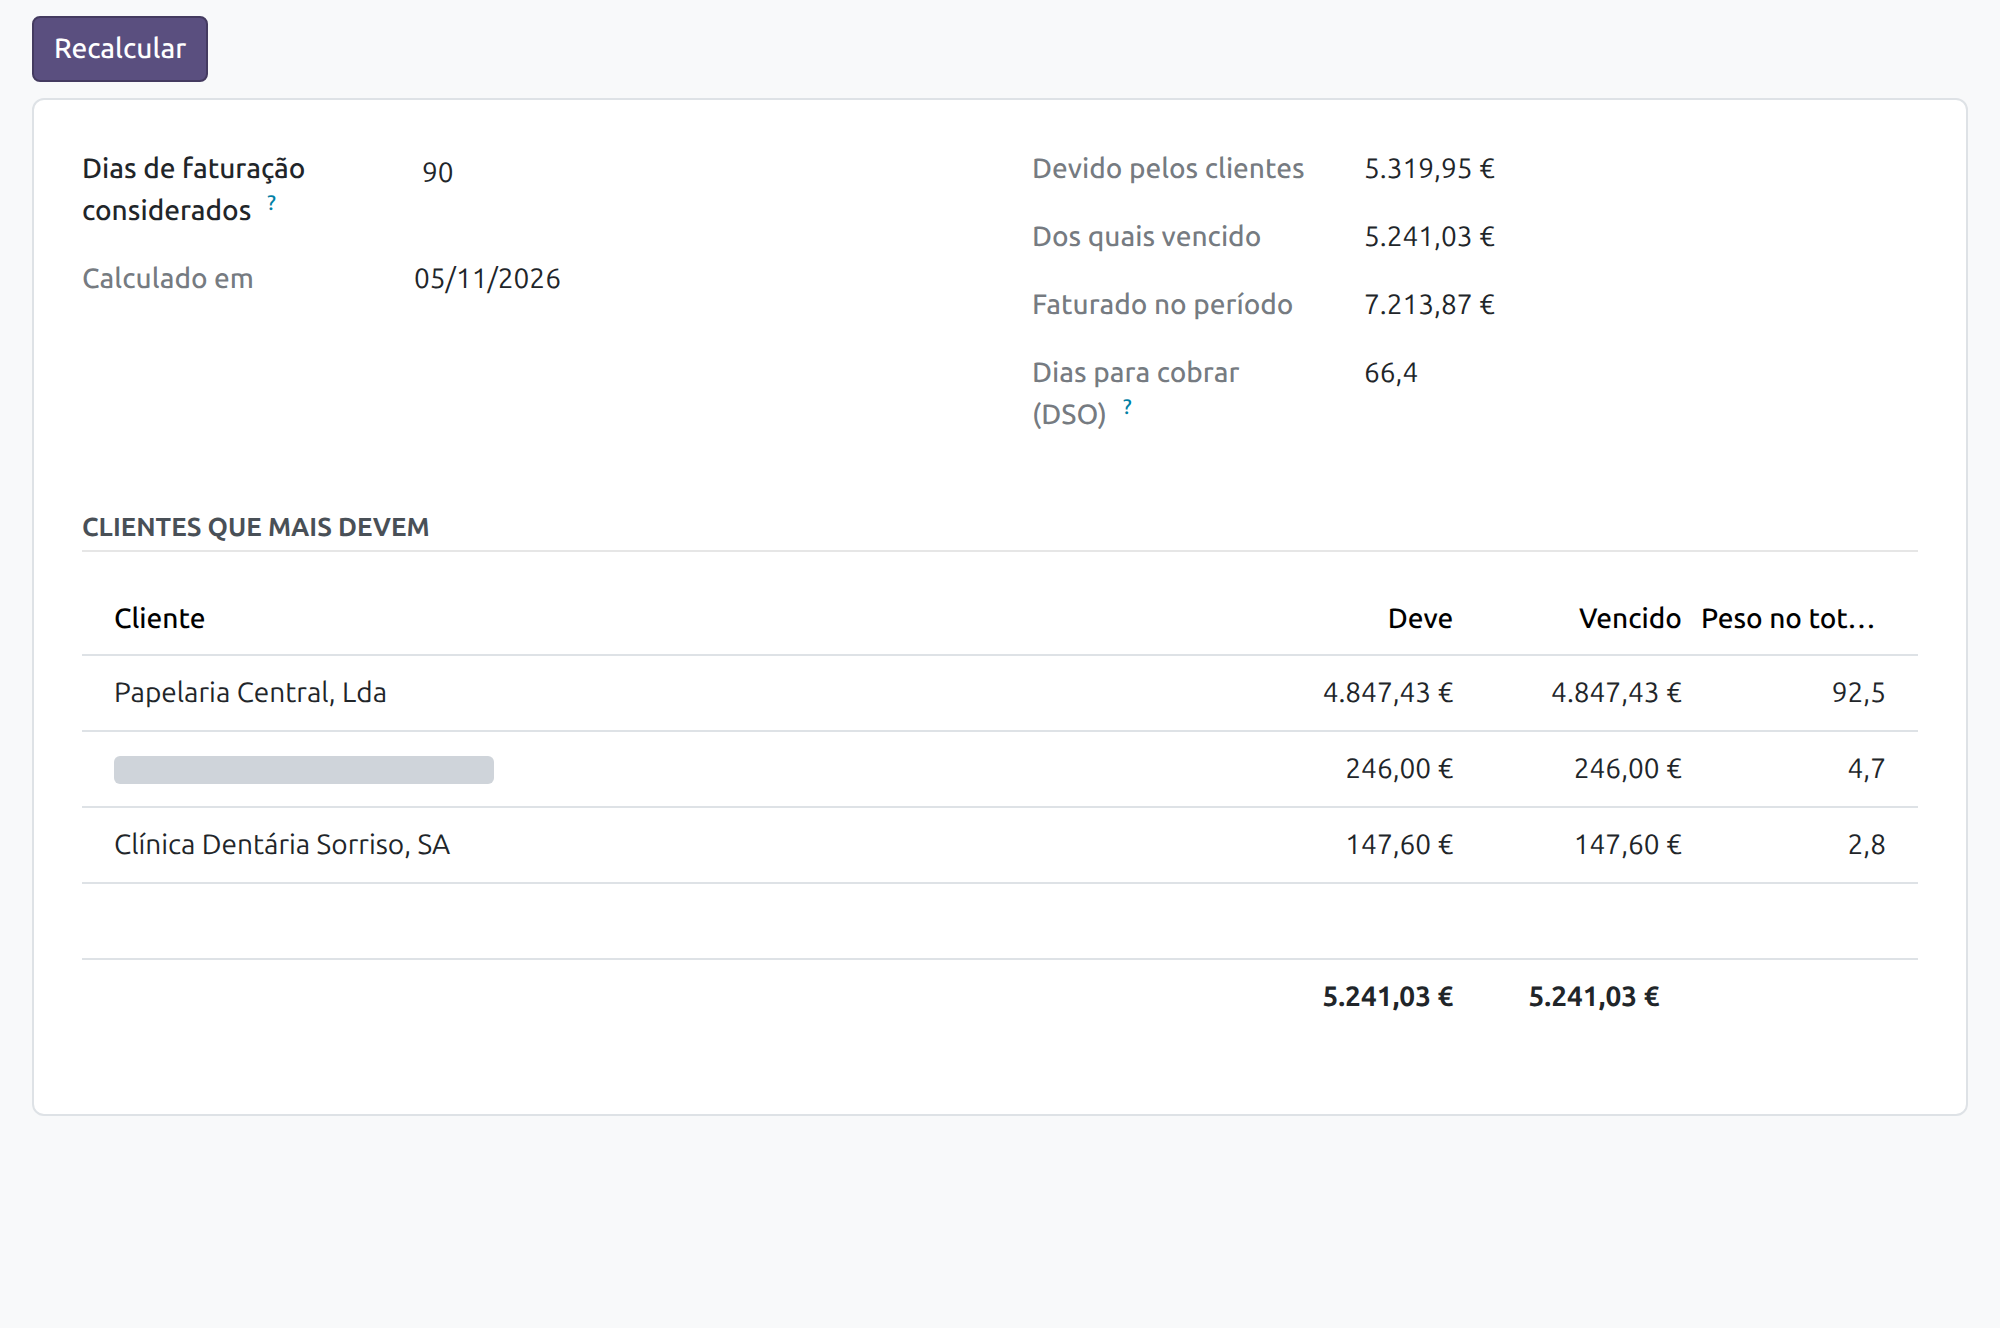 Recalcular
Dias de faturação
considerados ?
90
Calculado em
05/11/2026
Devido pelos clientes
5.319,95 €
Dos quais vencido
5.241,03 €
Faturado no período
7.213,87 €
Dias para cobrar
(DSO) ?
66,4
CLIENTES QUE MAIS DEVEM
Cliente Deve Vencido Peso no tot…
Papelaria Central, Lda 4.847,43 € 4.847,43 € 92,5
246,00 € 246,00 € 4,7
Clínica Dentária Sorriso, SA 147,60 € 147,60 € 2,8
5.241,03 € 5.241,03 €